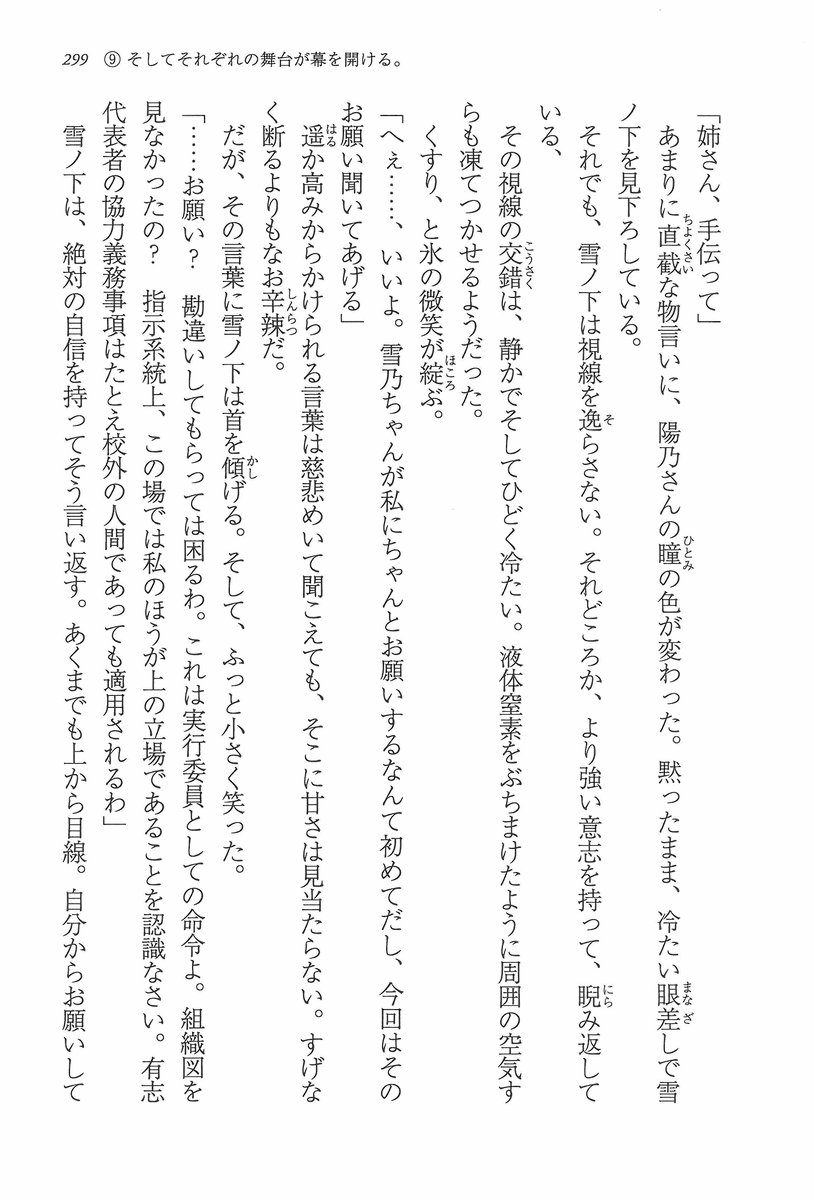 299　⑨ そしてそれぞれの舞台が幕を開ける。
「姉さん、手伝って」
あまりに直截な物言いに、陽乃さんの瞳の色が変わった。黙ったまま、冷たい眼差しで雪
ノ下を見下ろしている。
それでも、雪ノ下は視線を逸らさない。それどころか、より強い意志を持って、睨み返して
いる、
その視線の交錯は、静かでそしてひどく冷たい。液体窒素をぶちまけたように周囲の空気す
らも凍てつかせるようだった。
くすり、と氷の微笑が綻ぶ。
「へぇ……、いいよ。雪乃ちゃんが私にちゃんとお願いするなんて初めてだし、今回はその
お願い聞いてあげる」
遥か高みからかけられる言葉は慈悲めいて聞こえても、そこに甘さは見当たらない。すげな
く断るよりもなお辛辣だ。
だが、その言葉に雪ノ下は首を傾げる。そして、ふっと小さく笑った。
「……お願い？　勘違いしてもらっては困るわ。これは実行委員としての命令よ。組織図を
見なかったの？　指示系統上、この場では私のほうが上の立場であることを認識なさい。有志
代表者の協力義務事項はたとえ校外の人間であっても適用されるわ」
雪ノ下は、絶対の自信を持ってそう言い返す。あくまでも上から目線。自分からお願いして